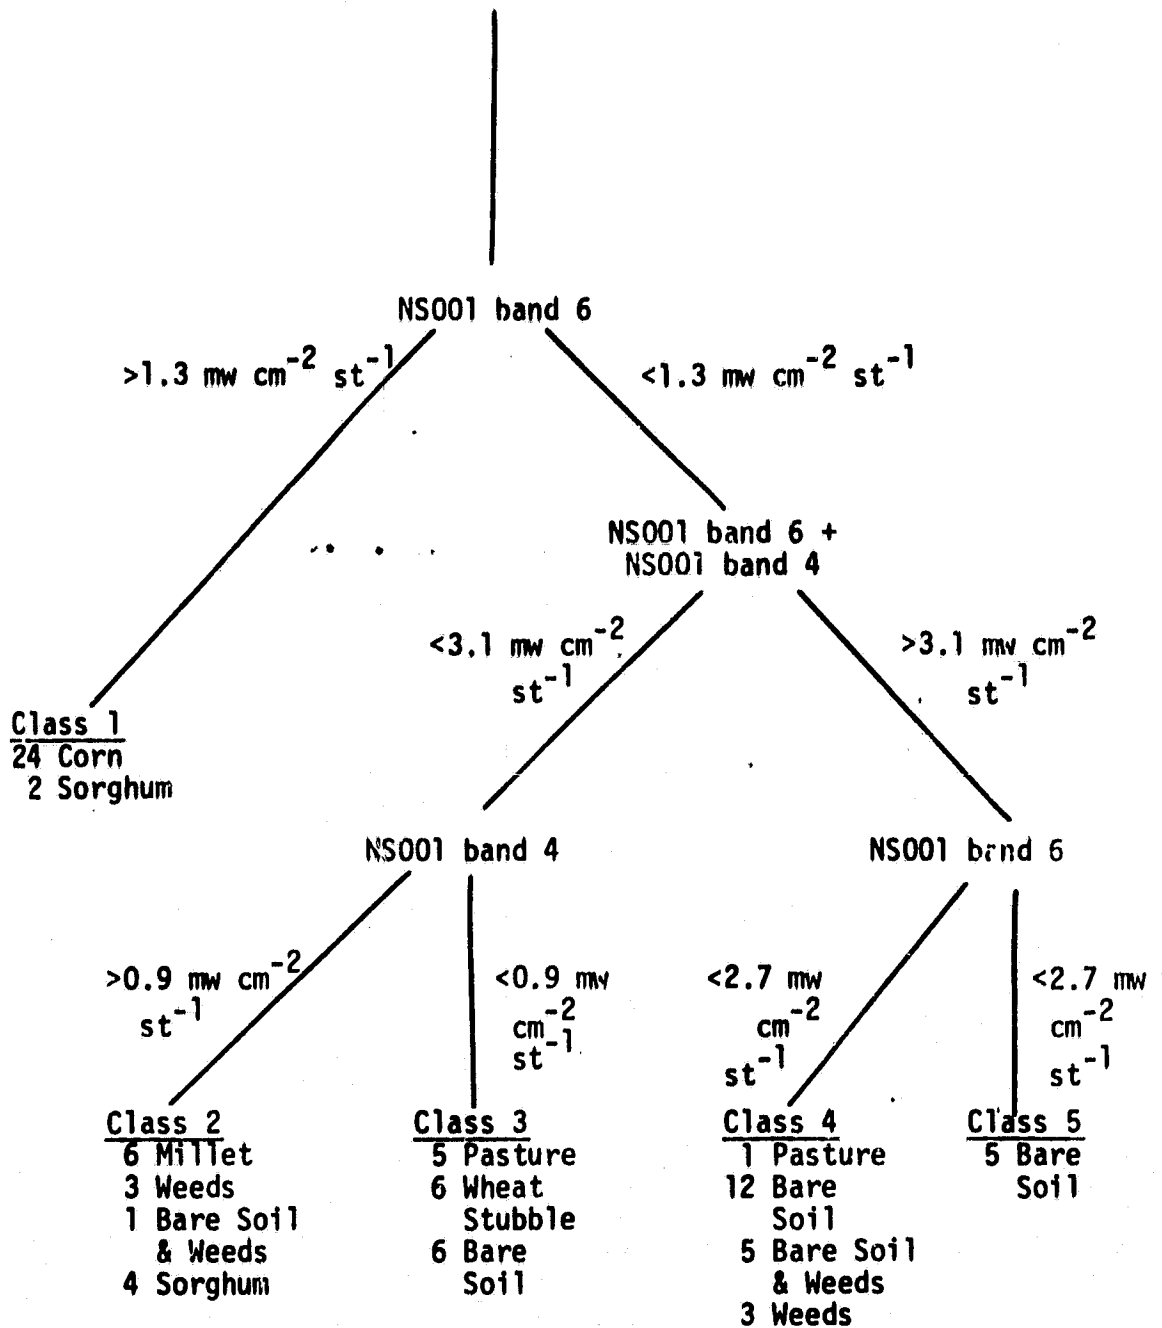 NS001 band 6
>1.3 mw cm-2 st-1
<1.3 mw cm-2 st-1
NS001 band 6 +
NS001 band 4
<3.1 mw cm-2
st-1
>3.1 mw cm-2
st-1
Class 1
24 Corn
2 Sorghum
NS001 band 4
NS001 band 6
>0.9 mw cm-2
st-1
<0.9 mw
cm-2
st-1
<2.7 mw
cm-2
st-1
<2.7 mw
cm-2
st-1
Class 2
6 Millet
3 Weeds
1 Bare Soil
& Weeds
4 Sorghum
Class 3
5 Pasture
6 Wheat
Stubble
6 Bare
Soil
Class 4
1 Pasture
12 Bare
Soil
5 Bare Soil
& Weeds
3 Weeds
Class 5
5 Bare
Soil